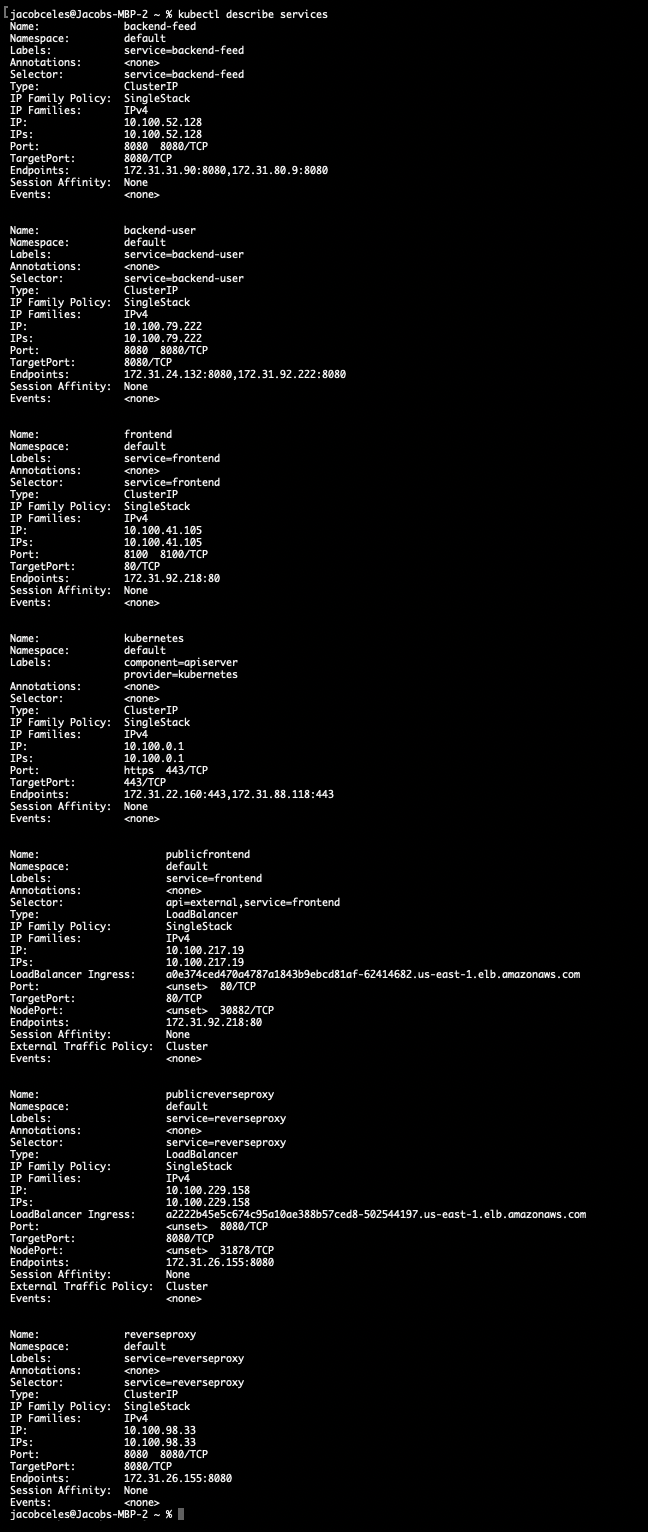 jacobceles@Jacobs-MBP-2 ~ % kubectl describe services
Name:              backend-feed
Namespace:         default
Labels:            service=backend-feed
Annotations:       <none>
Selector:          service=backend-feed
Type:              ClusterIP
IP Family Policy:  SingleStack
IP Families:       IPv4
IP:                10.100.52.128
IPs:               10.100.52.128
Port:              8080  8080/TCP
TargetPort:        8080/TCP
Endpoints:         172.31.31.90:8080,172.31.80.9:8080
Session Affinity:  None
Events:            <none>

Name:              backend-user
Namespace:         default
Labels:            service=backend-user
Annotations:       <none>
Selector:          service=backend-user
Type:              ClusterIP
IP Family Policy:  SingleStack
IP Families:       IPv4
IP:                10.100.79.222
IPs:               10.100.79.222
Port:              8080  8080/TCP
TargetPort:        8080/TCP
Endpoints:         172.31.24.132:8080,172.31.92.222:8080
Session Affinity:  None
Events:            <none>

Name:              frontend
Namespace:         default
Labels:            service=frontend
Annotations:       <none>
Selector:          service=frontend
Type:              ClusterIP
IP Family Policy:  SingleStack
IP Families:       IPv4
IP:                10.100.41.105
IPs:               10.100.41.105
Port:              8100  8100/TCP
TargetPort:        80/TCP
Endpoints:         172.31.92.218:80
Session Affinity:  None
Events:            <none>

Name:              kubernetes
Namespace:         default
Labels:            component=apiserver
                   provider=kubernetes
Annotations:       <none>
Selector:          <none>
Type:              ClusterIP
IP Family Policy:  SingleStack
IP Families:       IPv4
IP:                10.100.0.1
IPs:               10.100.0.1
Port:              https  443/TCP
TargetPort:        443/TCP
Endpoints:         172.31.22.160:443,172.31.88.118:443
Session Affinity:  None
Events:            <none>

Name:                     publicfrontend
Namespace:                default
Labels:                   service=frontend
Annotations:              <none>
Selector:                 api=external,service=frontend
Type:                     LoadBalancer
IP Family Policy:         SingleStack
IP Families:              IPv4
IP:                       10.100.217.19
IPs:                      10.100.217.19
LoadBalancer Ingress:     a0e374ced470a4787a1843b9ebcd81af-62414682.us-east-1.elb.amazonaws.com
Port:                     <unset>  80/TCP
TargetPort:               80/TCP
NodePort:                 <unset>  30882/TCP
Endpoints:                172.31.92.218:80
Session Affinity:         None
External Traffic Policy:  Cluster
Events:                   <none>

Name:                     publicreverseproxy
Namespace:                default
Labels:                   service=reverseproxy
Annotations:              <none>
Selector:                 service=reverseproxy
Type:                     LoadBalancer
IP Family Policy:         SingleStack
IP Families:              IPv4
IP:                       10.100.229.158
IPs:                      10.100.229.158
LoadBalancer Ingress:     a2222b45e5c674c95a10ae388b57ced8-502544197.us-east-1.elb.amazonaws.com
Port:                     <unset>  8080/TCP
TargetPort:               8080/TCP
NodePort:                 <unset>  31878/TCP
Endpoints:                172.31.26.155:8080
Session Affinity:         None
External Traffic Policy:  Cluster
Events:                   <none>

Name:              reverseproxy
Namespace:         default
Labels:            service=reverseproxy
Annotations:       <none>
Selector:          service=reverseproxy
Type:              ClusterIP
IP Family Policy:  SingleStack
IP Families:       IPv4
IP:                10.100.98.33
IPs:               10.100.98.33
Port:              8080  8080/TCP
TargetPort:        8080/TCP
Endpoints:         172.31.26.155:8080
Session Affinity:  None
Events:            <none>
jacobceles@Jacobs-MBP-2 ~ %